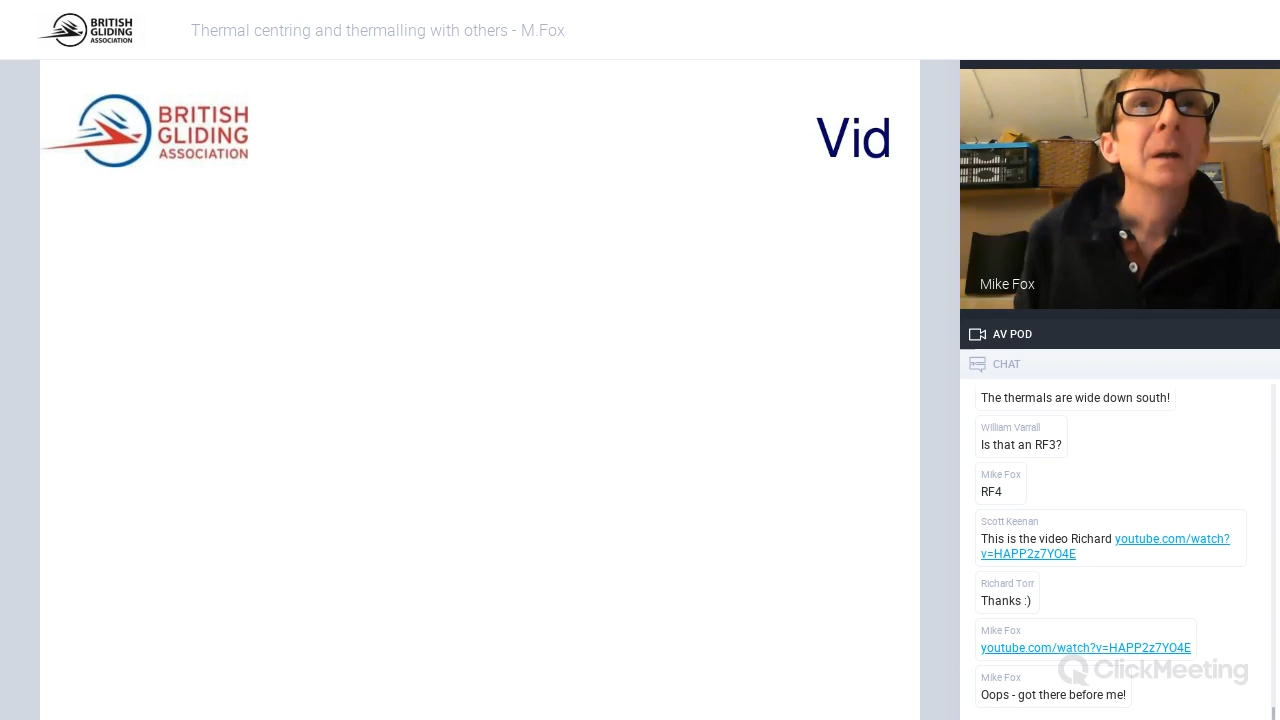 BRITISH
GLIDING
ASSOCIATION
Thermal centring and thermalling with others - M.Fox
BRITISH
GLIDING
ASSOCIATION
Vid
Mike Fox
AV POD
CHAT
The thermals are wide down south!
William Varrall
Is that an RF3?
Mike Fox
RF4
Scott Keenan
This is the video Richard youtube.com/watch?
v=HAPP2z7YO4E
Richard Torr
Thanks :)
Mike Fox
youtube.com/watch?v=HAPP2z7YO4E
ClickMeeting
Mike Fox
Oops - got there before me!